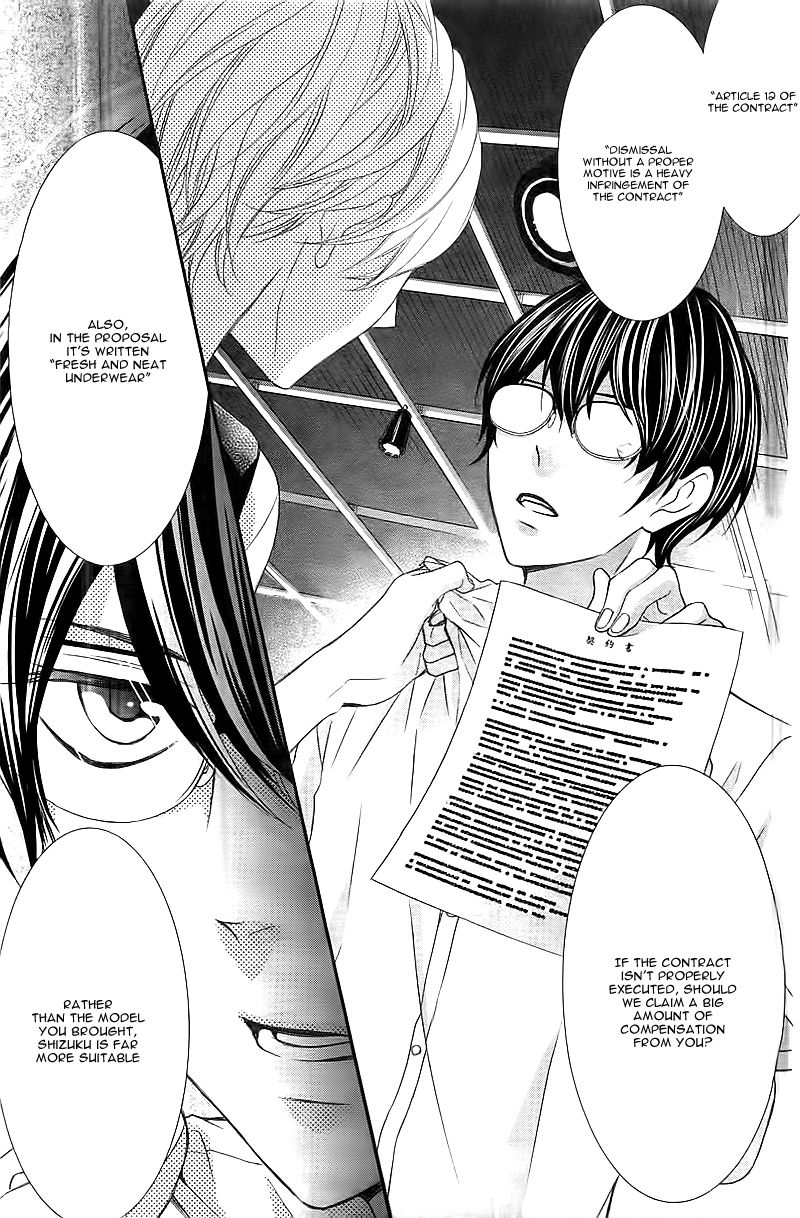 "ARTICLE 12 OF
THE CONTRACT"
"DISMISSAL
WITHOUT A PROPER
MOTIVE IS A HEAVY
INFRINGEMENT OF
THE CONTRACT"
契約書
IF THE CONTRACT
ISN'T PROPERLY
EXECUTED, SHOULD
WE CLAIM A BIG
AMOUNT OF
COMPENSATION
FROM YOU?
ALSO,
IN THE PROPOSAL
IT'S WRITTEN
"FRESH AND NEAT
UNDERWEAR"
RATHER
THAN THE MODEL
YOU BROUGHT,
SHIZUKU IS FAR
MORE SUITABLE